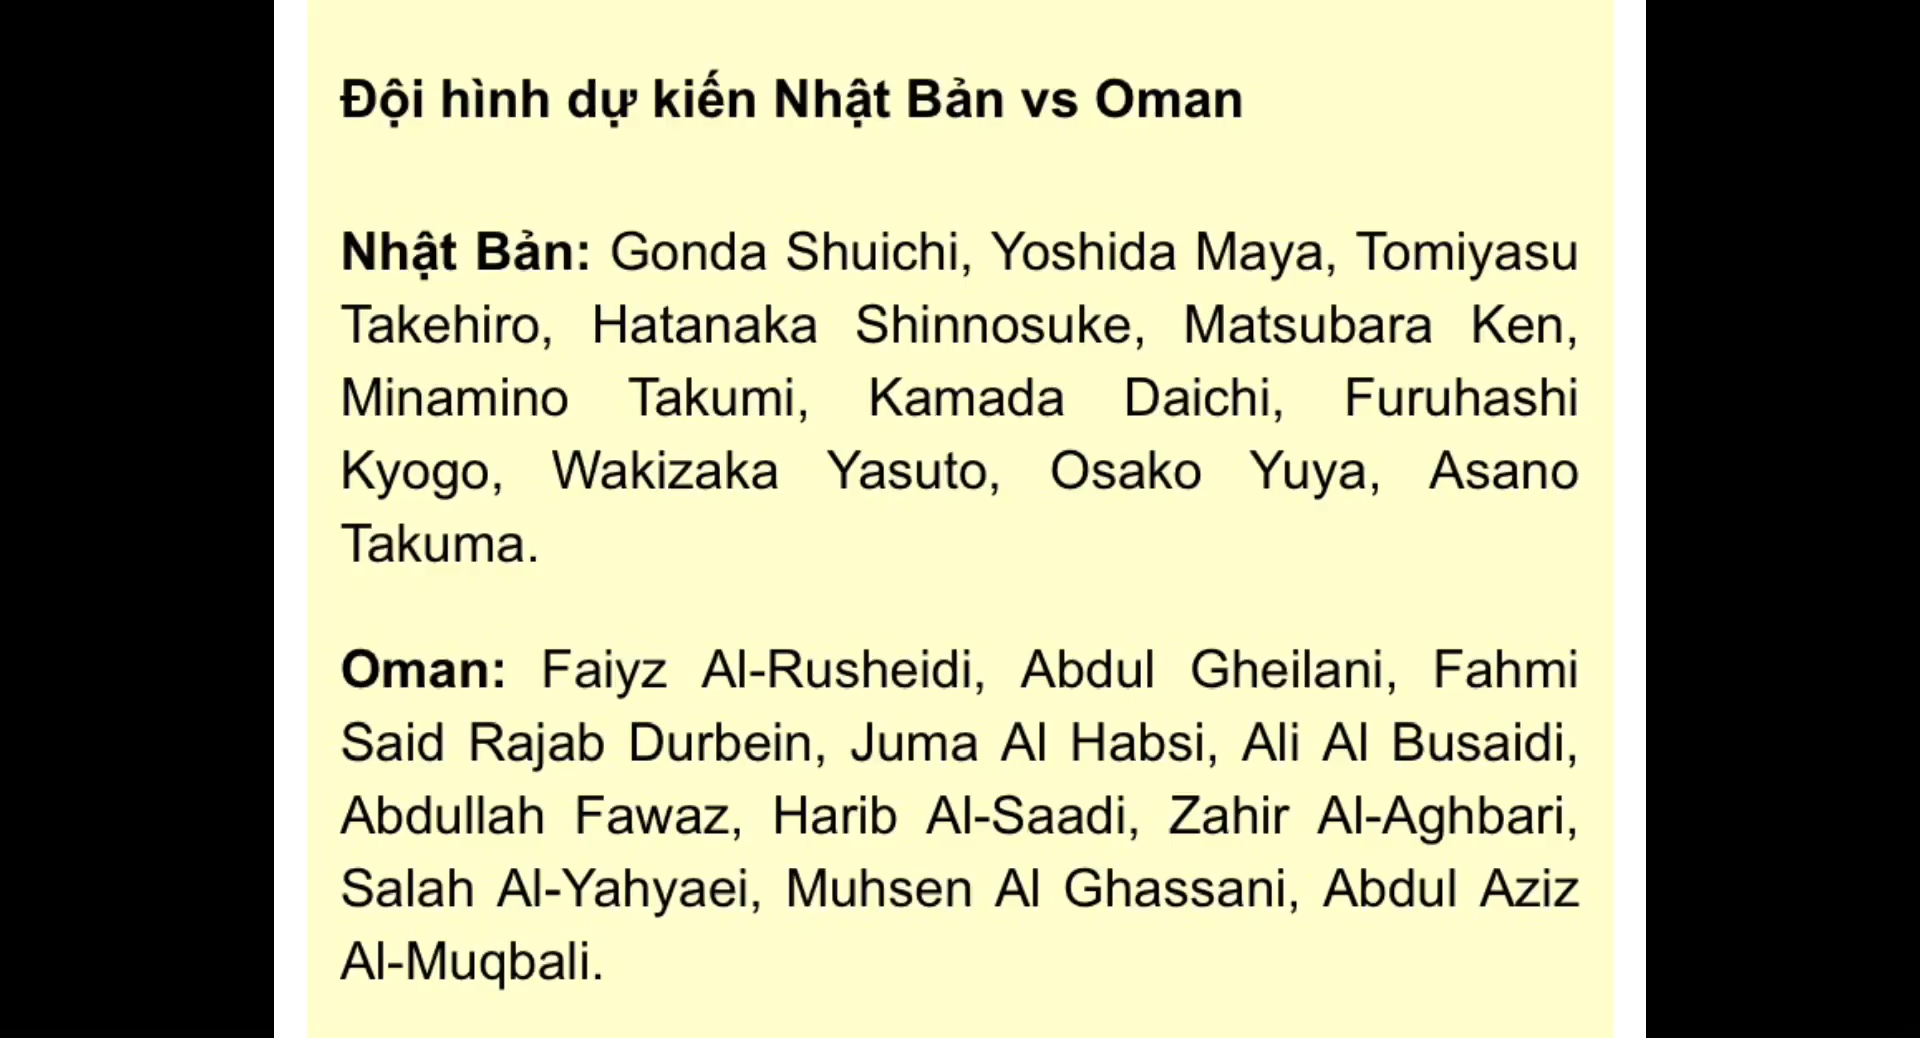 Đội hình dự kiến Nhật Bản vs Oman
Nhật Bản: Gonda Shuichi, Yoshida Maya, Tomiyasu
Takehiro, Hatanaka Shinnosuke, Matsubara Ken,
Minamino Takumi, Kamada Daichi, Furuhashi
Kyogo, Wakizaka Yasuto, Osako Yuya, Asano
Takuma.
Oman: Faiyz Al-Rusheidi, Abdul Gheilani, Fahmi
Said Rajab Durbein, Juma Al Habsi, Ali Al Busaidi,
Abdullah Fawaz, Harib Al-Saadi, Zahir Al-Aghbari,
Salah Al-Yahyaei, Muhsen Al Ghassani, Abdul Aziz
Al-Muqbali.